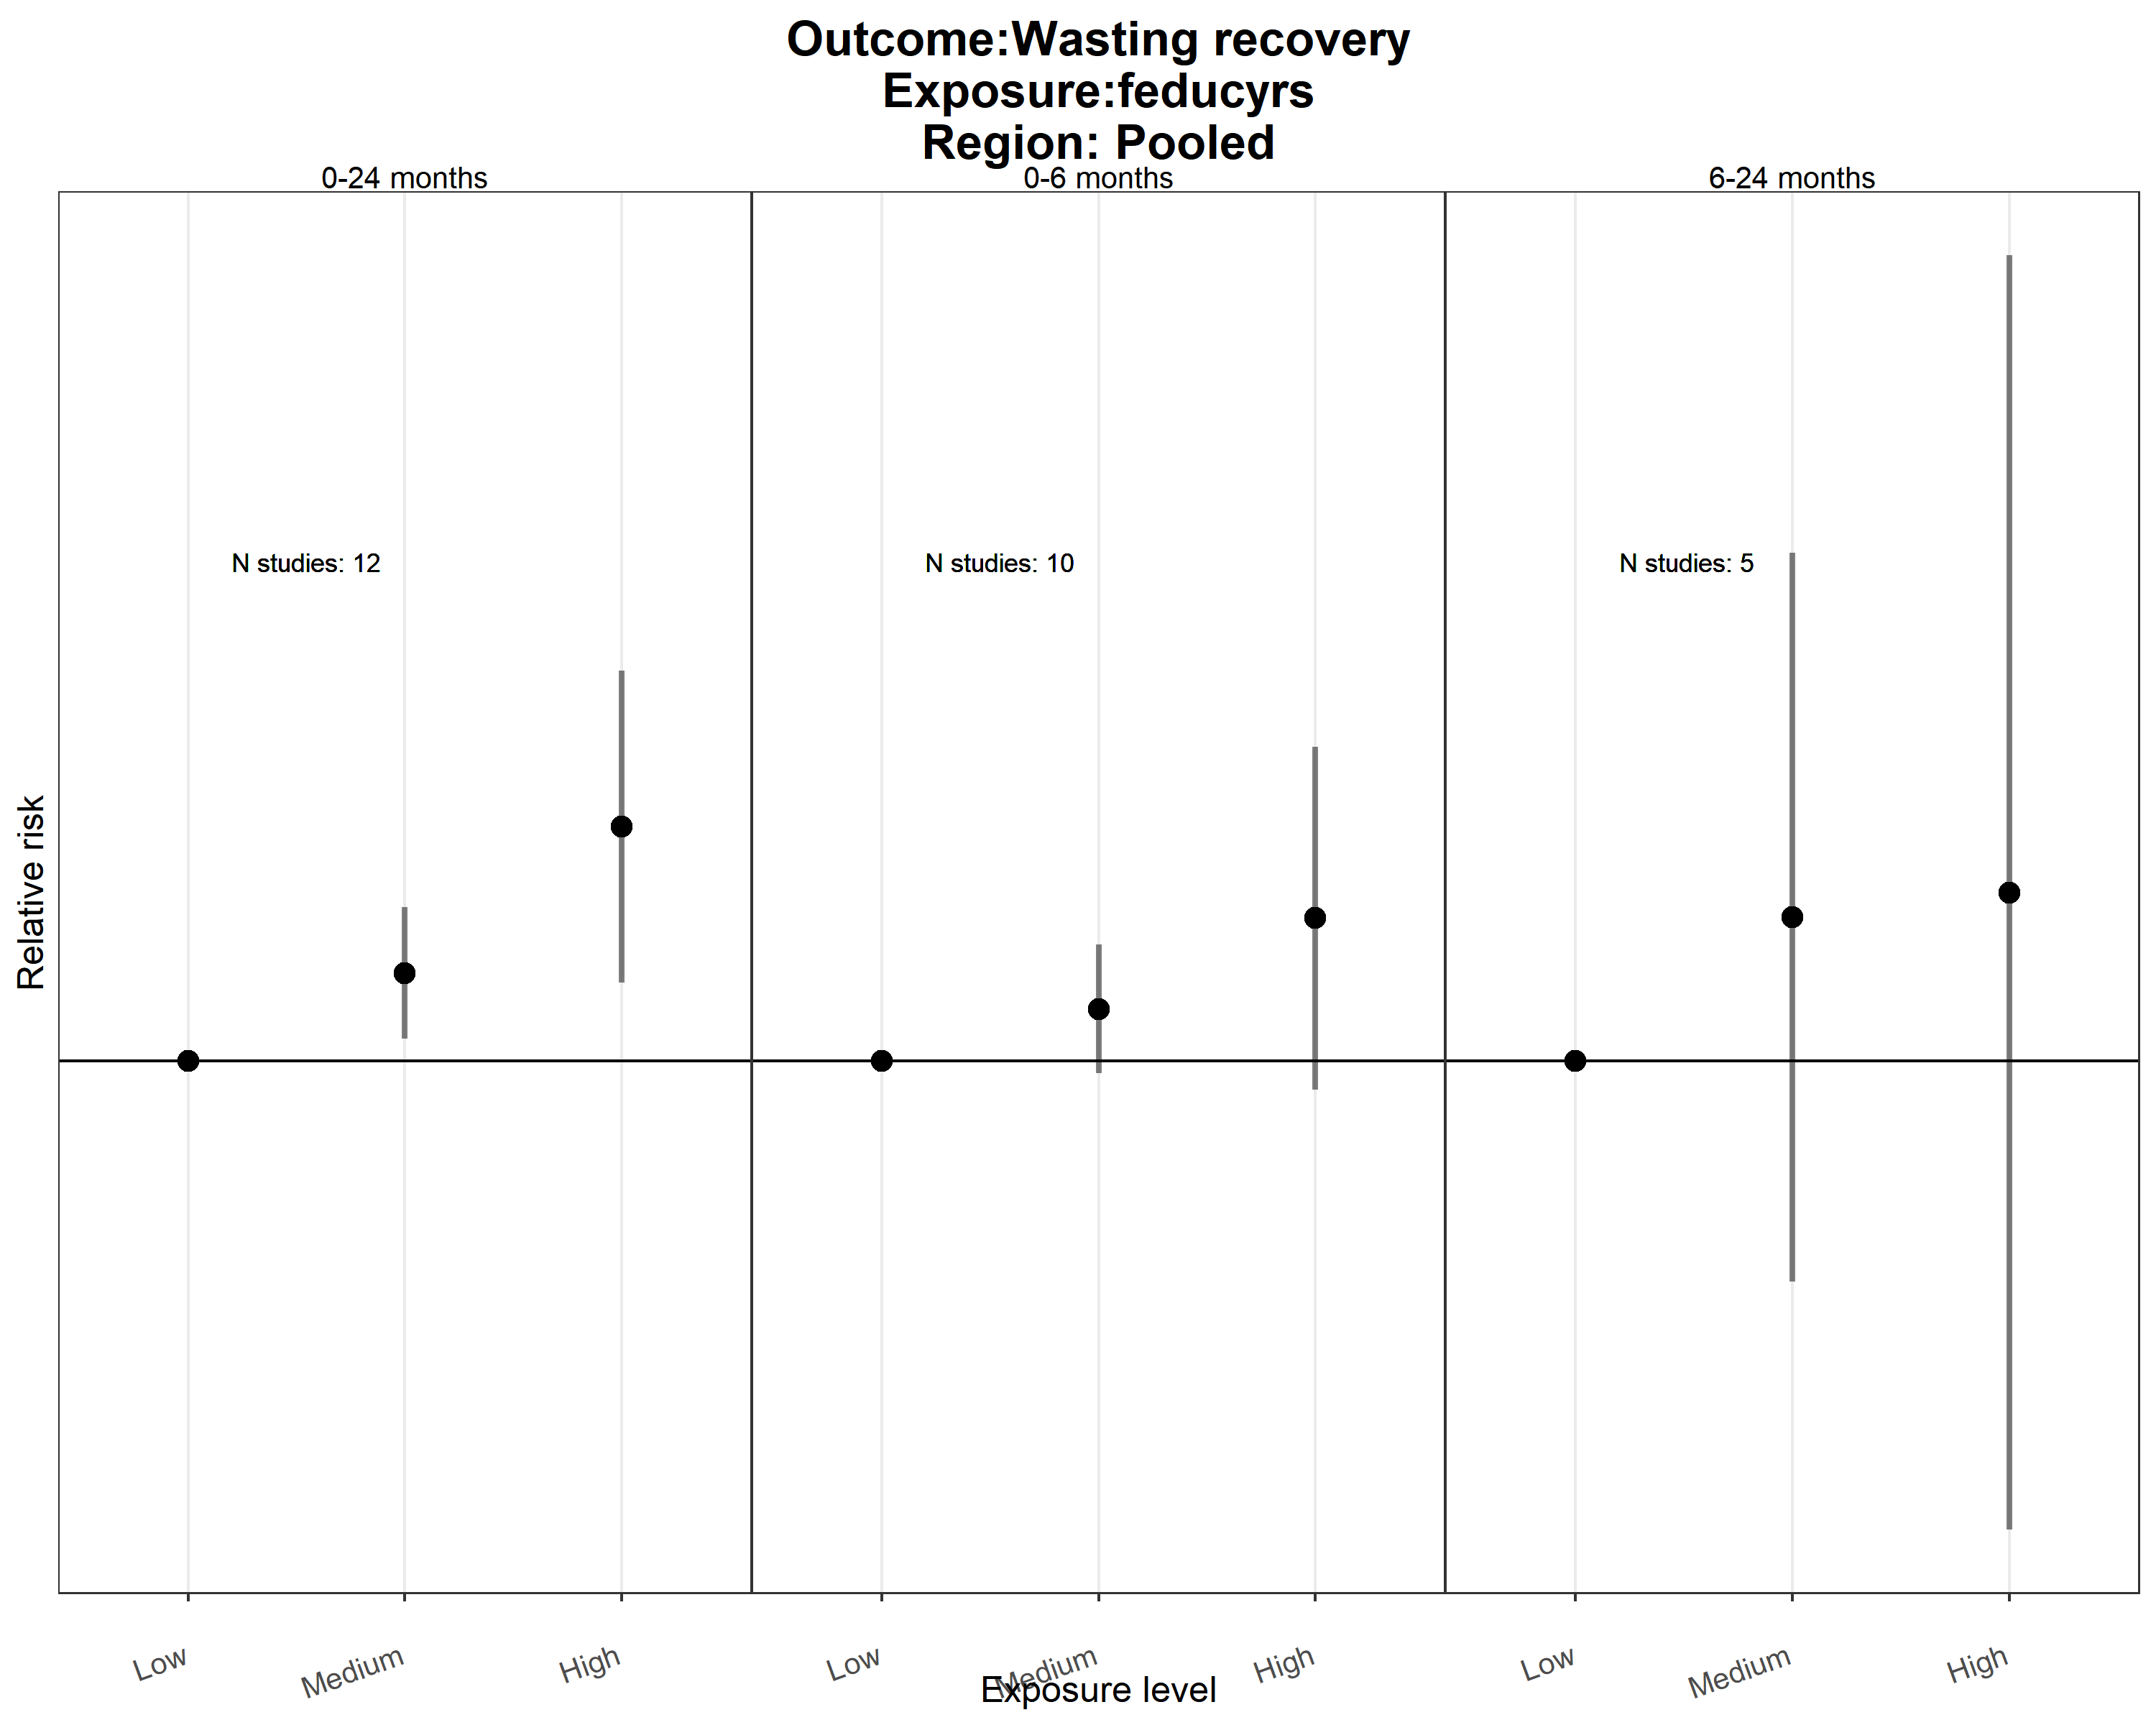 Outcome:Wasting recovery
Exposure:feducyrs
Region: Pooled
0-24 months
0-6 months
6-24 months
N studies: 12
N studies: 10
N studies: 5
Relative risk
Low
Medium
High
Low
Medium
High
Low
Medium
High
Exposure level